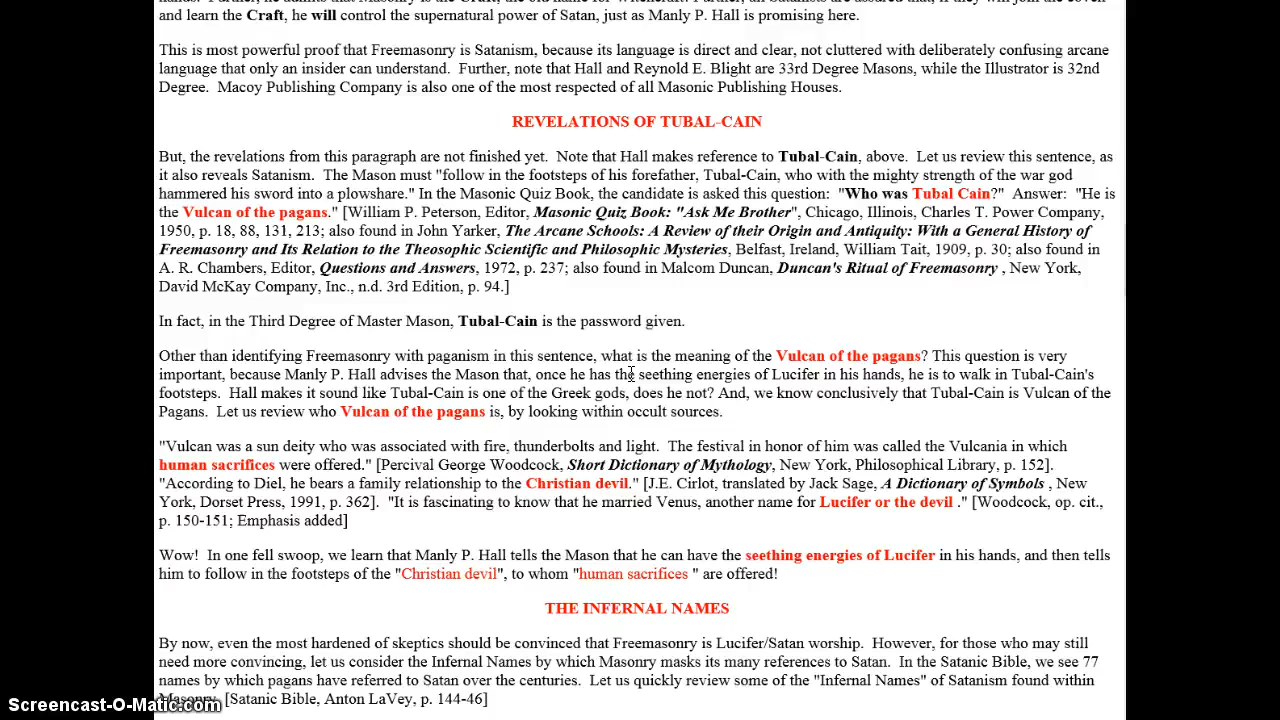 and learn the Craft, he will control the supernatural power of Satan, just as Manly P. Hall is promising here.
This is most powerful proof that Freemasonry is Satanism, because its language is direct and clear, not cluttered with deliberately confusing arcane
language that only an insider can understand.  Further, note that Hall and Reynold E. Blight are 33rd Degree Masons, while the Illustrator is 32nd
Degree.  Macoy Publishing Company is also one of the most respected of all Masonic Publishing Houses.
REVELATIONS OF TUBAL-CAIN
But, the revelations from this paragraph are not finished yet.  Note that Hall makes reference to Tubal-Cain, above.  Let us review this sentence, as
it also reveals Satanism.  The Mason must "follow in the footsteps of his forefather, Tubal-Cain, who with the mighty strength of the war god
hammered his sword into a plowshare." In the Masonic Quiz Book, the candidate is asked this question:  "Who was Tubal Cain?"  Answer:  "He is
the Vulcan of the pagans." [William P. Peterson, Editor, Masonic Quiz Book: "Ask Me Brother", Chicago, Illinois, Charles T. Power Company,
1950, p. 18, 88, 131, 213; also found in John Yarker, The Arcane Schools: A Review of their Origin and Antiquity: With a General History of
Freemasonry and Its Relation to the Theosophic Scientific and Philosophic Mysteries, Belfast, Ireland, William Tait, 1909, p. 30; also found in
A. R. Chambers, Editor, Questions and Answers, 1972, p. 237; also found in Malcom Duncan, Duncan's Ritual of Freemasonry , New York,
David McKay Company, Inc., n.d. 3rd Edition, p. 94.]
In fact, in the Third Degree of Master Mason, Tubal-Cain is the password given.
Other than identifying Freemasonry with paganism in this sentence, what is the meaning of the Vulcan of the pagans? This question is very
important, because Manly P. Hall advises the Mason that, once he has the seething energies of Lucifer in his hands, he is to walk in Tubal-Cain's
footsteps.  Hall makes it sound like Tubal-Cain is one of the Greek gods, does he not? And, we know conclusively that Tubal-Cain is Vulcan of the
Pagans.  Let us review who Vulcan of the pagans is, by looking within occult sources.
"Vulcan was a sun deity who was associated with fire, thunderbolts and light.  The festival in honor of him was called the Vulcania in which
human sacrifices were offered." [Percival George Woodcock, Short Dictionary of Mythology, New York, Philosophical Library, p. 152].
"According to Diel, he bears a family relationship to the Christian devil." [J.E. Cirlot, translated by Jack Sage, A Dictionary of Symbols , New
York, Dorset Press, 1991, p. 362].  "It is fascinating to know that he married Venus, another name for Lucifer or the devil ." [Woodcock, op. cit.,
p. 150-151; Emphasis added]
Wow!  In one fell swoop, we learn that Manly P. Hall tells the Mason that he can have the seething energies of Lucifer in his hands, and then tells
him to follow in the footsteps of the "Christian devil", to whom "human sacrifices " are offered!
THE INFERNAL NAMES
By now, even the most hardened of skeptics should be convinced that Freemasonry is Lucifer/Satan worship.  However, for those who may still
need more convincing, let us consider the Infernal Names by which Masonry masks its many references to Satan.  In the Satanic Bible, we see 77
names by which pagans have referred to Satan over the centuries.  Let us quickly review some of the "Infernal Names" of Satanism found within
[Satanic Bible, Anton LaVey, p. 144-46]
Screencast-O-Matic.com